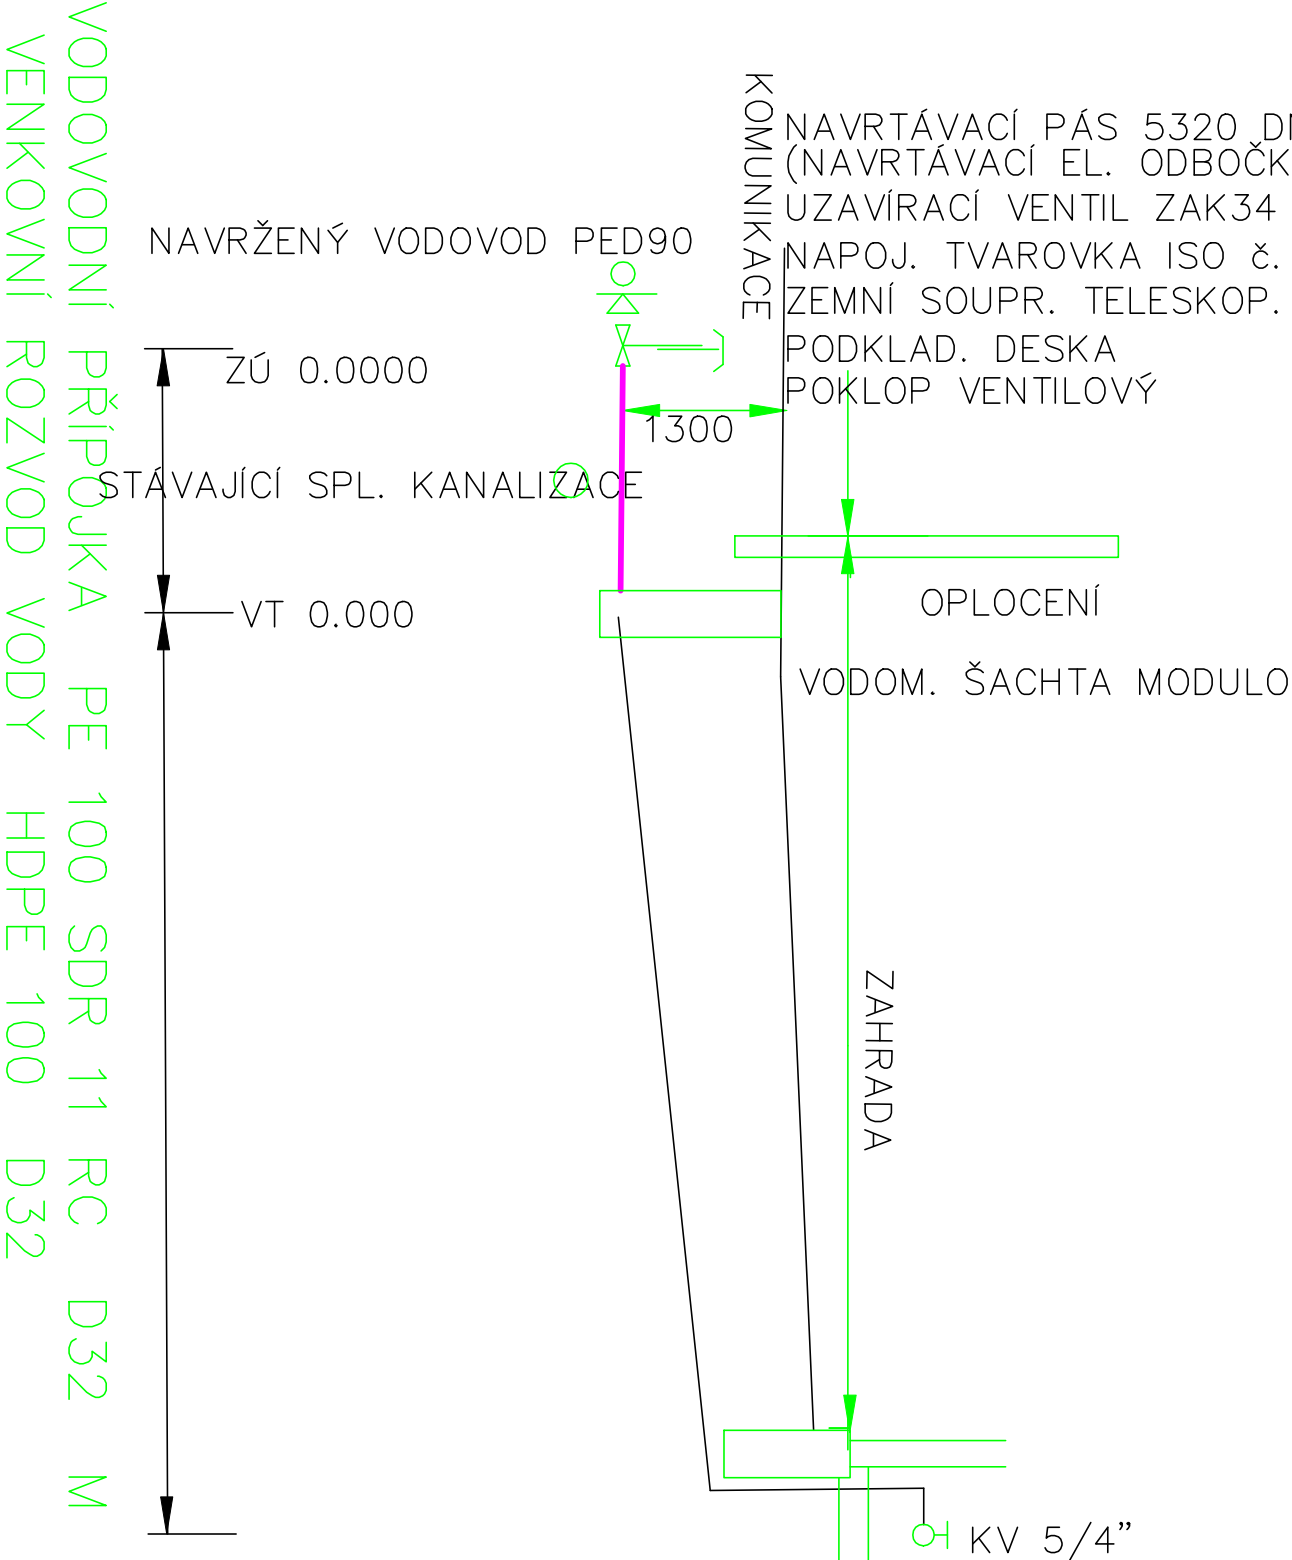 VODOVODNÍ PŘÍPOJKA PE 100 SDR 11 RC D32 M
VENKOVNÍ ROZVOD VODY HDPE 100 D32
KOMUNIKACE
NAVRTÁVACÍ PÁS 5320
(NAVRTÁVACÍ EL. ODBOČK
UZAVÍRACÍ VENTIL ZAK34
NAVRŽENÝ VODOVOD PED90
NAPOJ. TVAROVKA ISO č.
ZEMNÍ SOUPR. TELESKOP.
PODKLAD. DESKA
ZÚ 0.0000
POKLOP VENTILOVÝ
1300
STÁVAJÍCÍ SPL. KANALIZACE
OPLOCENÍ
VT 0.000
VODOM. ŠACHTA MODULO
ZAHRADA
KV 5/4”